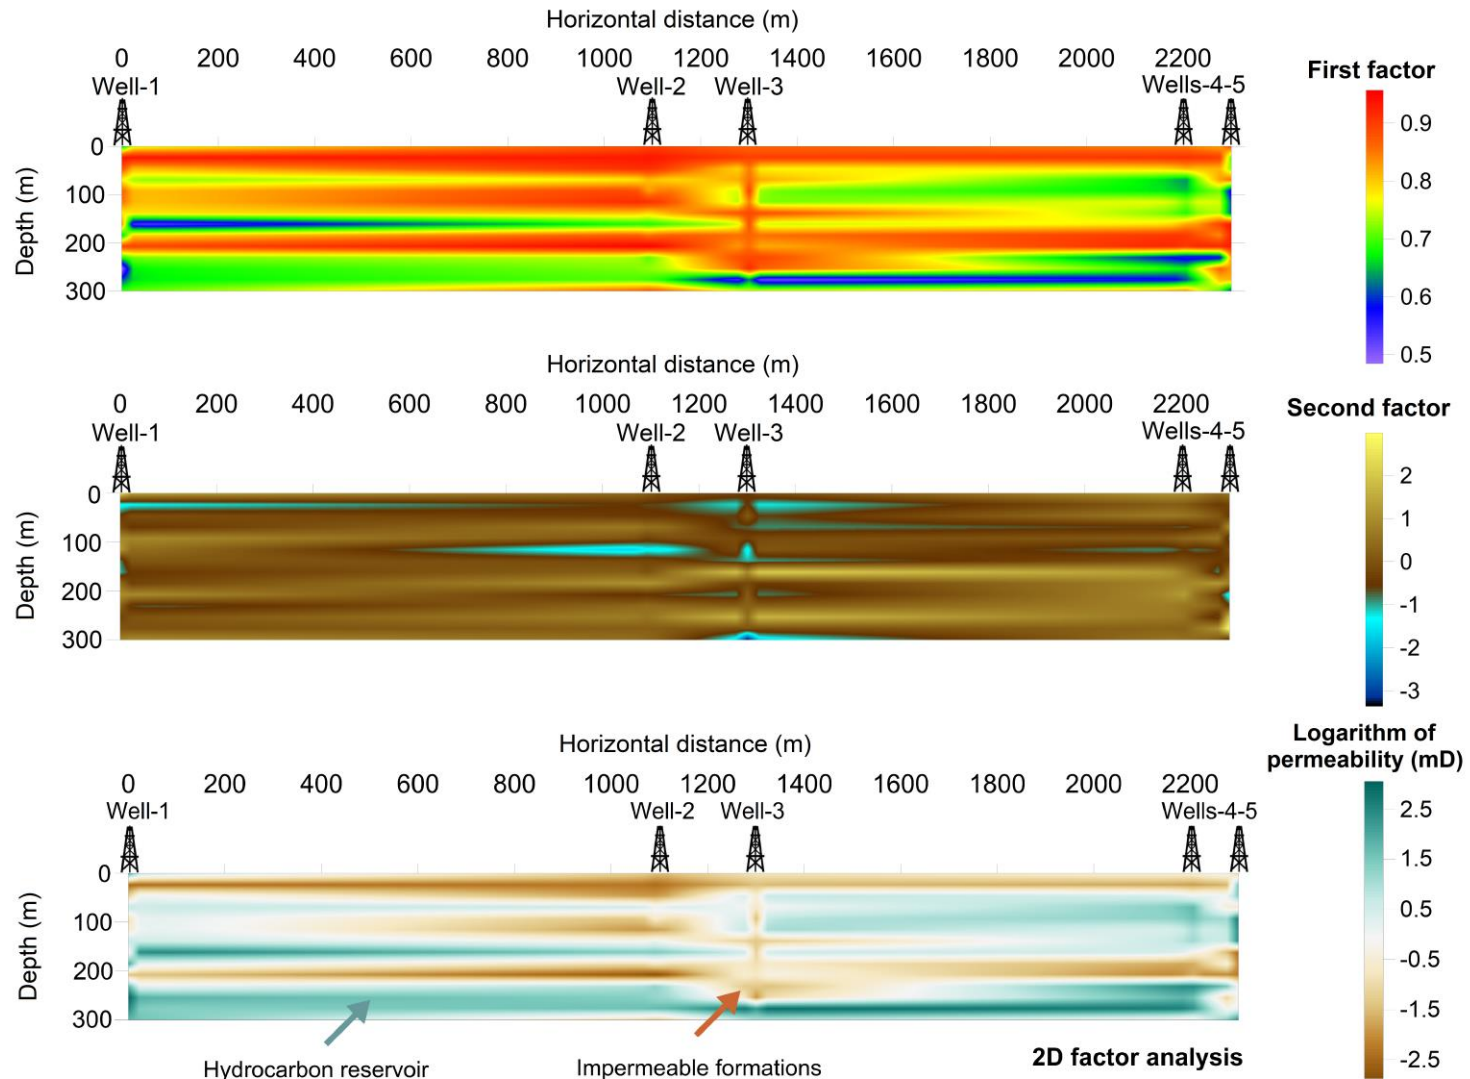 Horizontal distance (m)
0 200 400 600 800 1000 1200 1400 1600 1800 2000 2200
Well-1 Well-2 Well-3 Wells-4-5
First factor
0.9
0.8
0.7
0.6
0.5
Depth (m)
0
100
200
300
Horizontal distance (m)
0 200 400 600 800 1000 1200 1400 1600 1800 2000 2200
Well-1 Well-2 Well-3 Wells-4-5
Second factor
2
1
0
-1
-2
-3
Depth (m)
0
100
200
300
Horizontal distance (m)
0 200 400 600 800 1000 1200 1400 1600 1800 2000 2200
Well-1 Well-2 Well-3 Wells-4-5
Logarithm of
permeability (mD)
2.5
1.5
0.5
-0.5
-1.5
-2.5
Depth (m)
0
100
200
300
Hydrocarbon reservoir
Impermeable formations
2D factor analysis